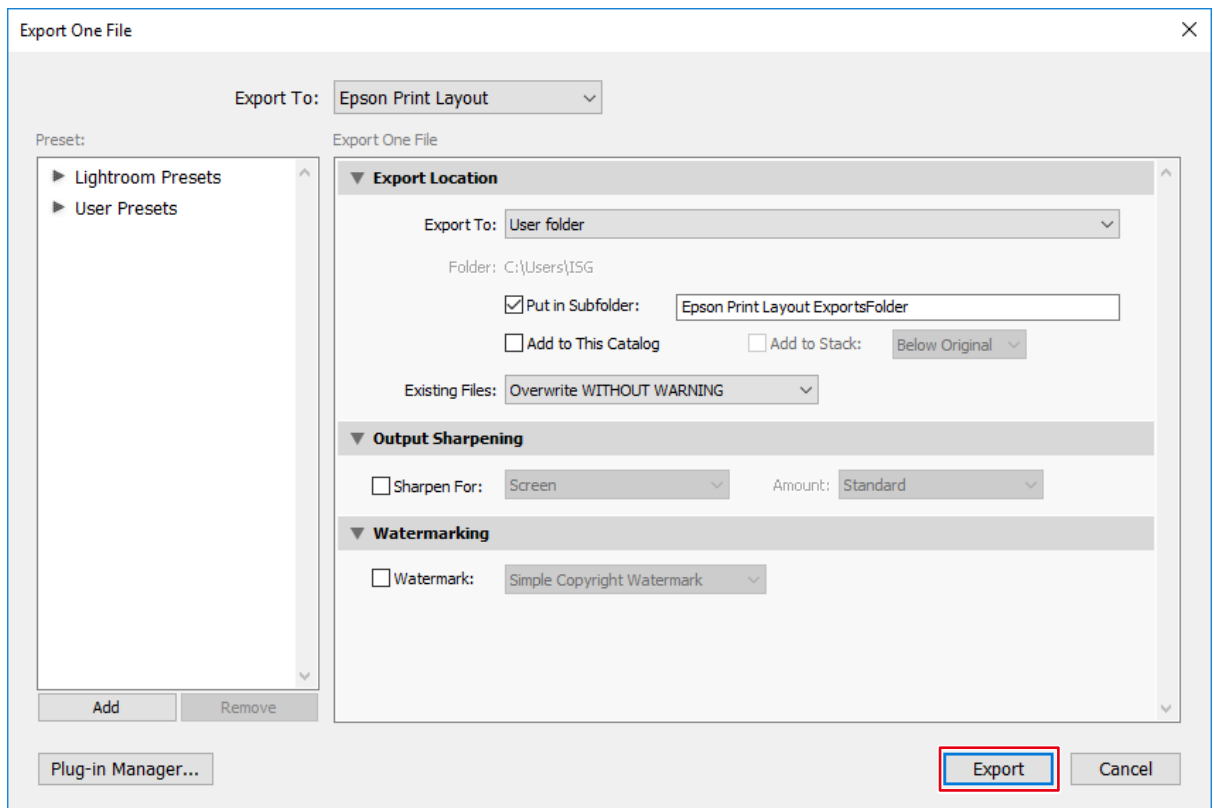 Export One File
Export To: Epson Print Layout
Preset:
Export One File
Lightroom Presets
User Presets
Add
Remove
Export Location
Export To: User folder
Folder: C:\Users\ISG
Put in Subfolder: Epson Print Layout ExportsFolder
Add to This Catalog Add to Stack: Below Original
Existing Files: Overwrite WITHOUT WARNING
Output Sharpening
Sharpen For: Screen Amount: Standard
Watermarking
Watermark: Simple Copyright Watermark
Plug-in Manager...
Export
Cancel